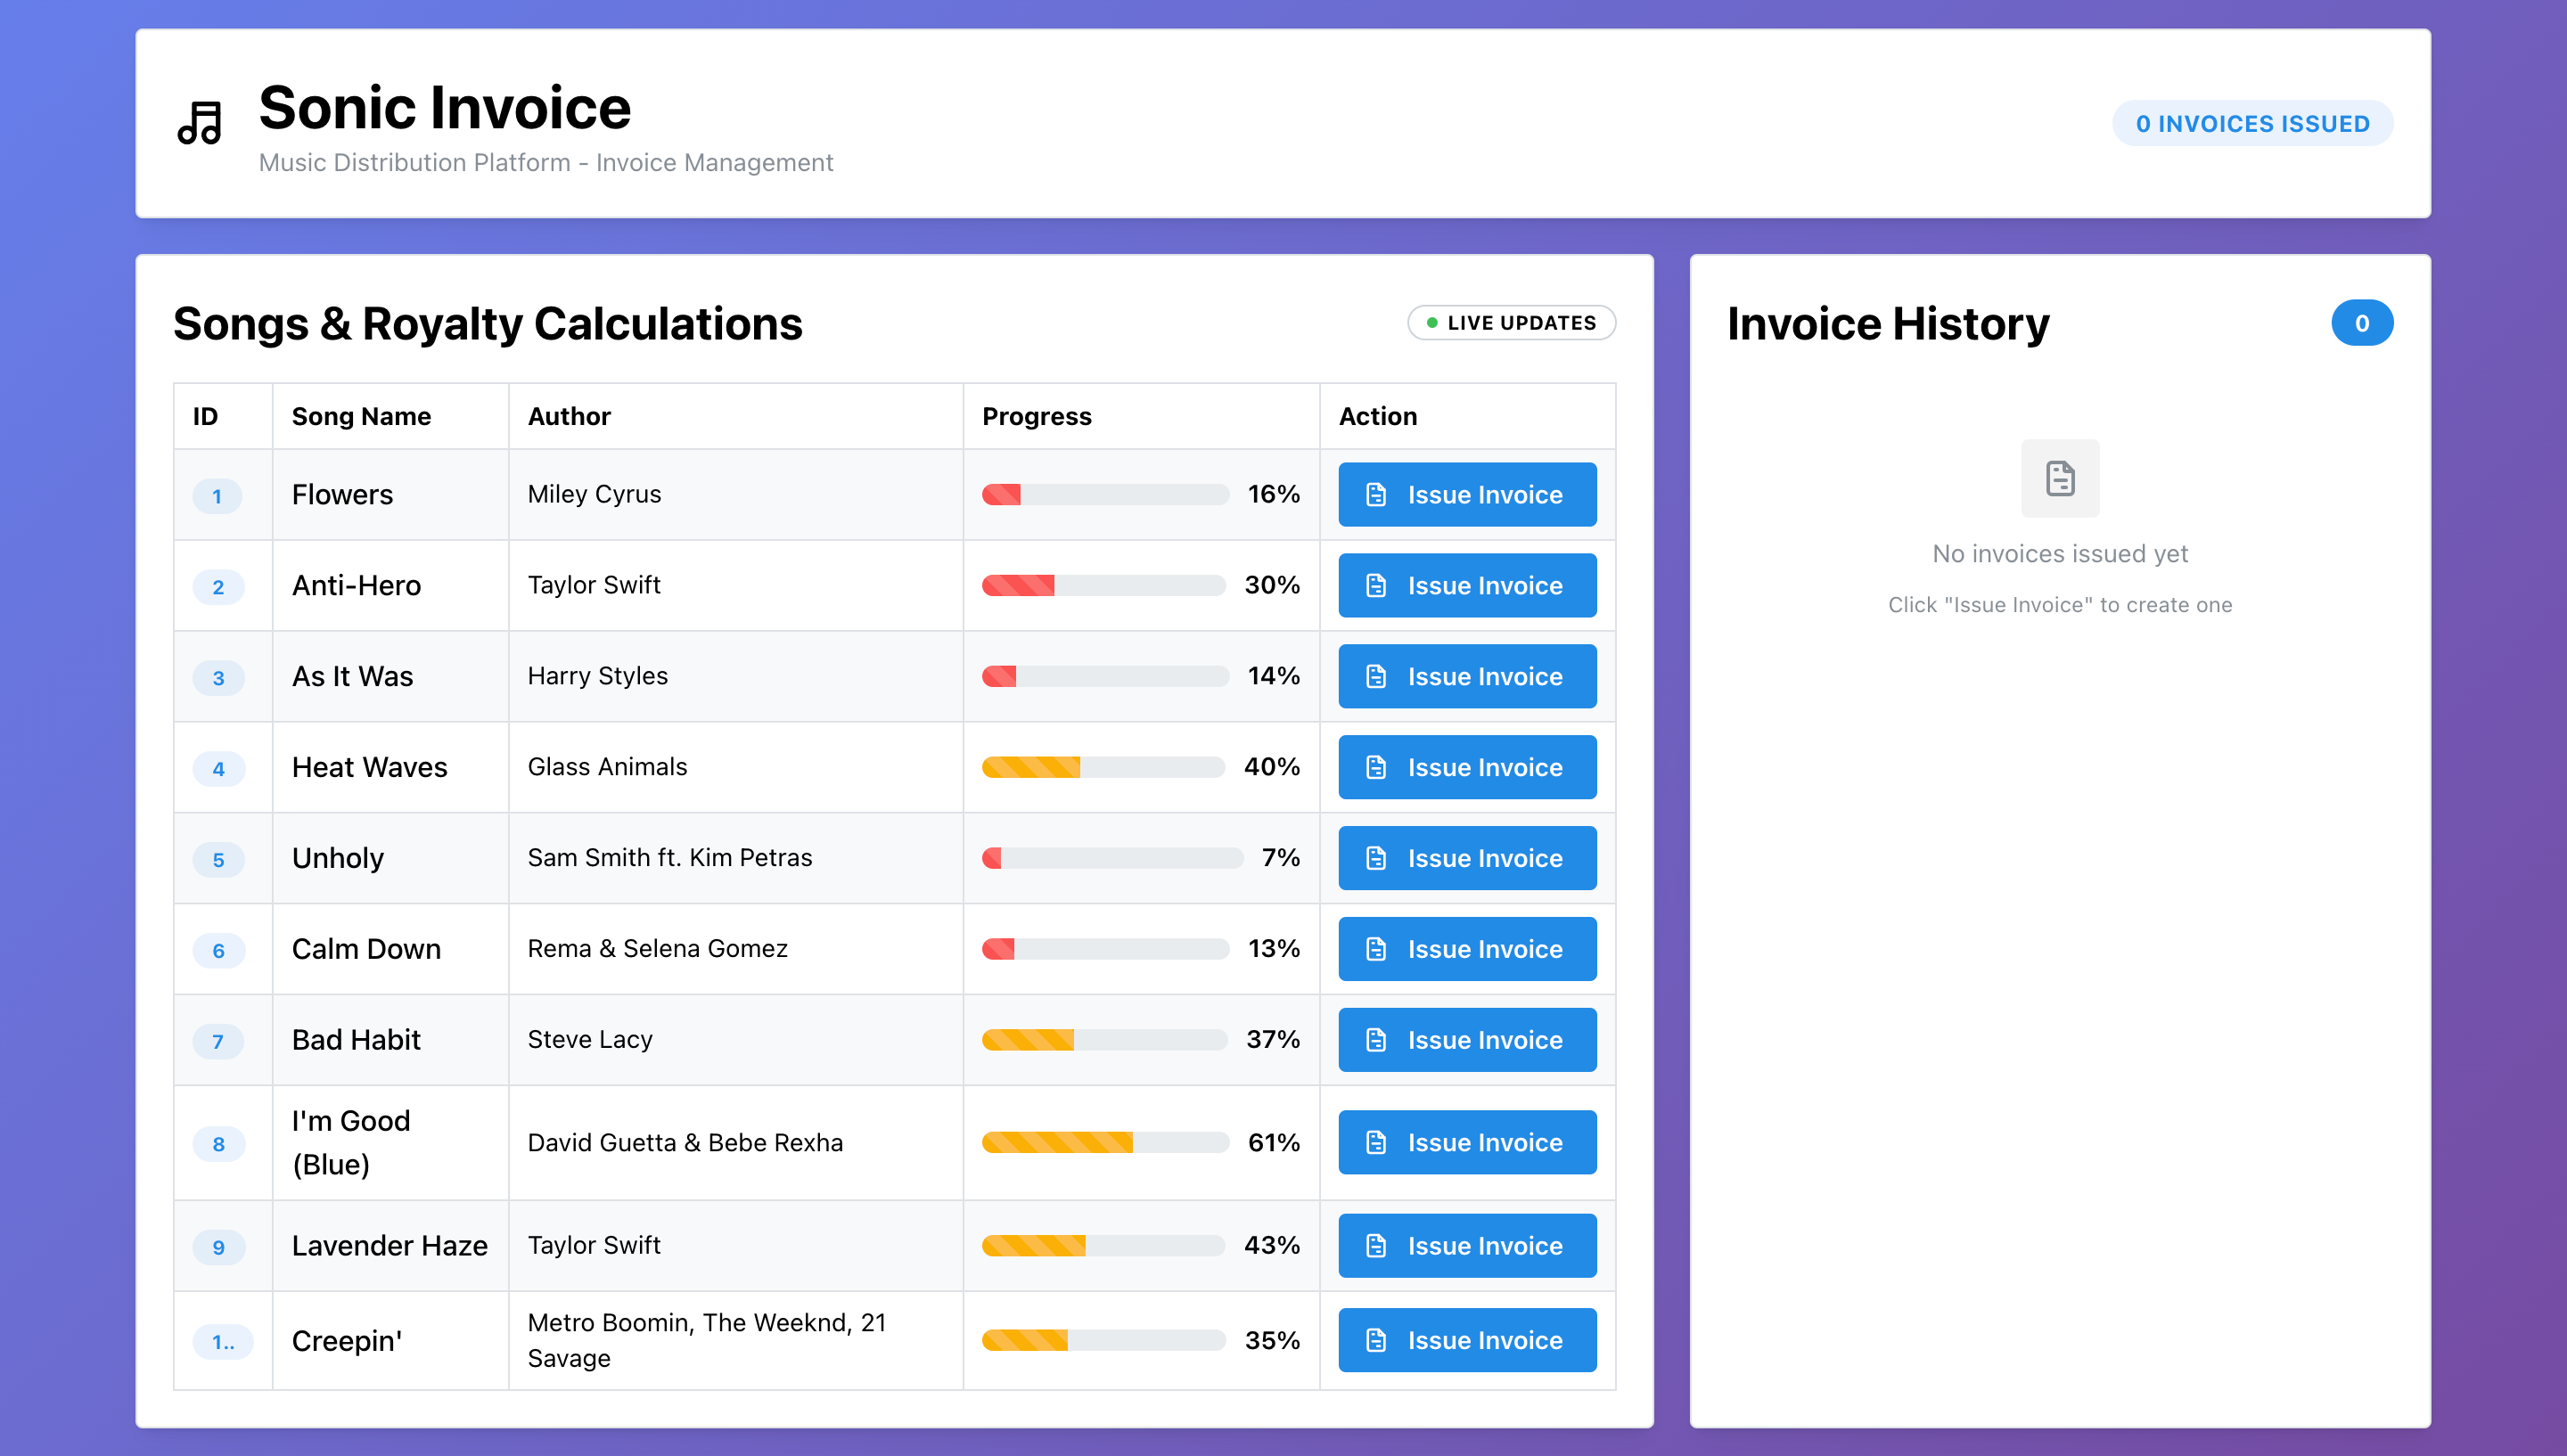 Sonic Invoice
Music Distribution Platform - Invoice Management
0 INVOICES ISSUED
Songs & Royalty Calculations
LIVE UPDATES
ID Song Name Author Progress Action
1 Flowers Miley Cyrus 16% Issue Invoice
2 Anti-Hero Taylor Swift 30% Issue Invoice
3 As It Was Harry Styles 14% Issue Invoice
4 Heat Waves Glass Animals 40% Issue Invoice
5 Unholy Sam Smith ft. Kim Petras 7% Issue Invoice
6 Calm Down Rema & Selena Gomez 13% Issue Invoice
7 Bad Habit Steve Lacy 37% Issue Invoice
8 I'm Good
(Blue) David Guetta & Bebe Rexha 61% Issue Invoice
9 Lavender Haze Taylor Swift 43% Issue Invoice
1.. Creepin' Metro Boomin, The Weeknd, 21
Savage 35% Issue Invoice
Invoice History
0
No invoices issued yet
Click "Issue Invoice" to create one